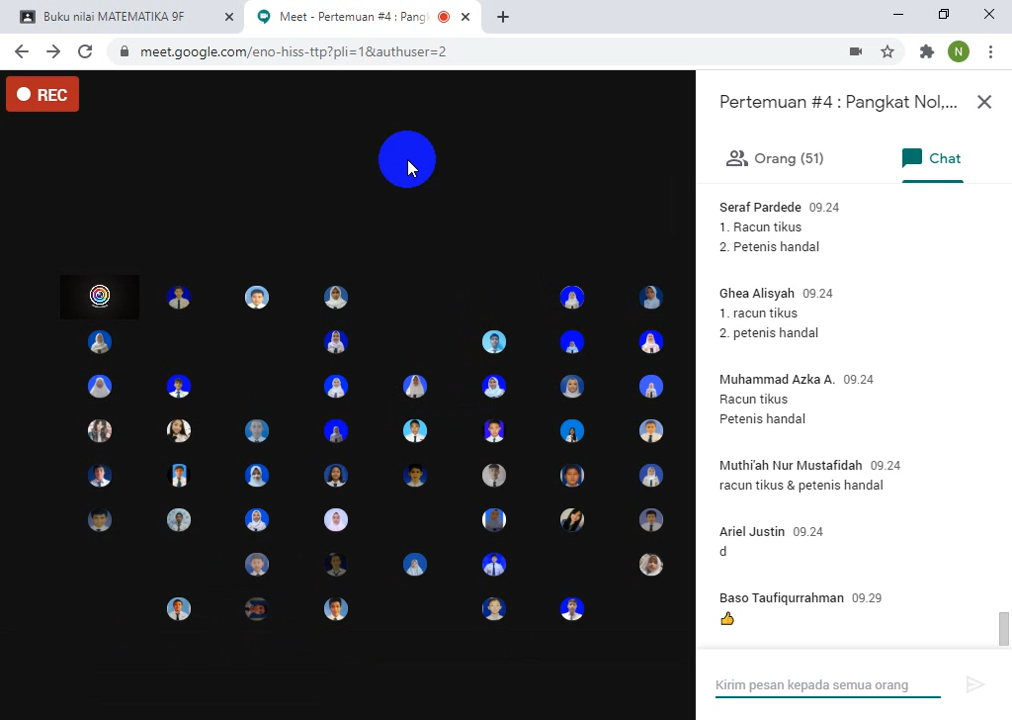 Buku nilai MATEMATIKA 9F
Meet - Pertemuan #4 : Pang
meet.google.com/eno-hiss-ttp?pli=1&authuser=2
N
REC
Pertemuan #4 : Pangkat Nol,...
Orang (51)
Chat
Seraf Pardede 09.24
1. Racun tikus
2. Petenis handal
Ghea Alisyah 09.24
1. racun tikus
2. petenis handal
Muhammad Azka A. 09.24
Racun tikus
Petenis handal
Muthi'ah Nur Mustafidah 09.24
racun tikus & petenis handal
Ariel Justin 09.24
d
Baso Taufiqurrahman 09.29
👍
Kirim pesan kepada semua orang